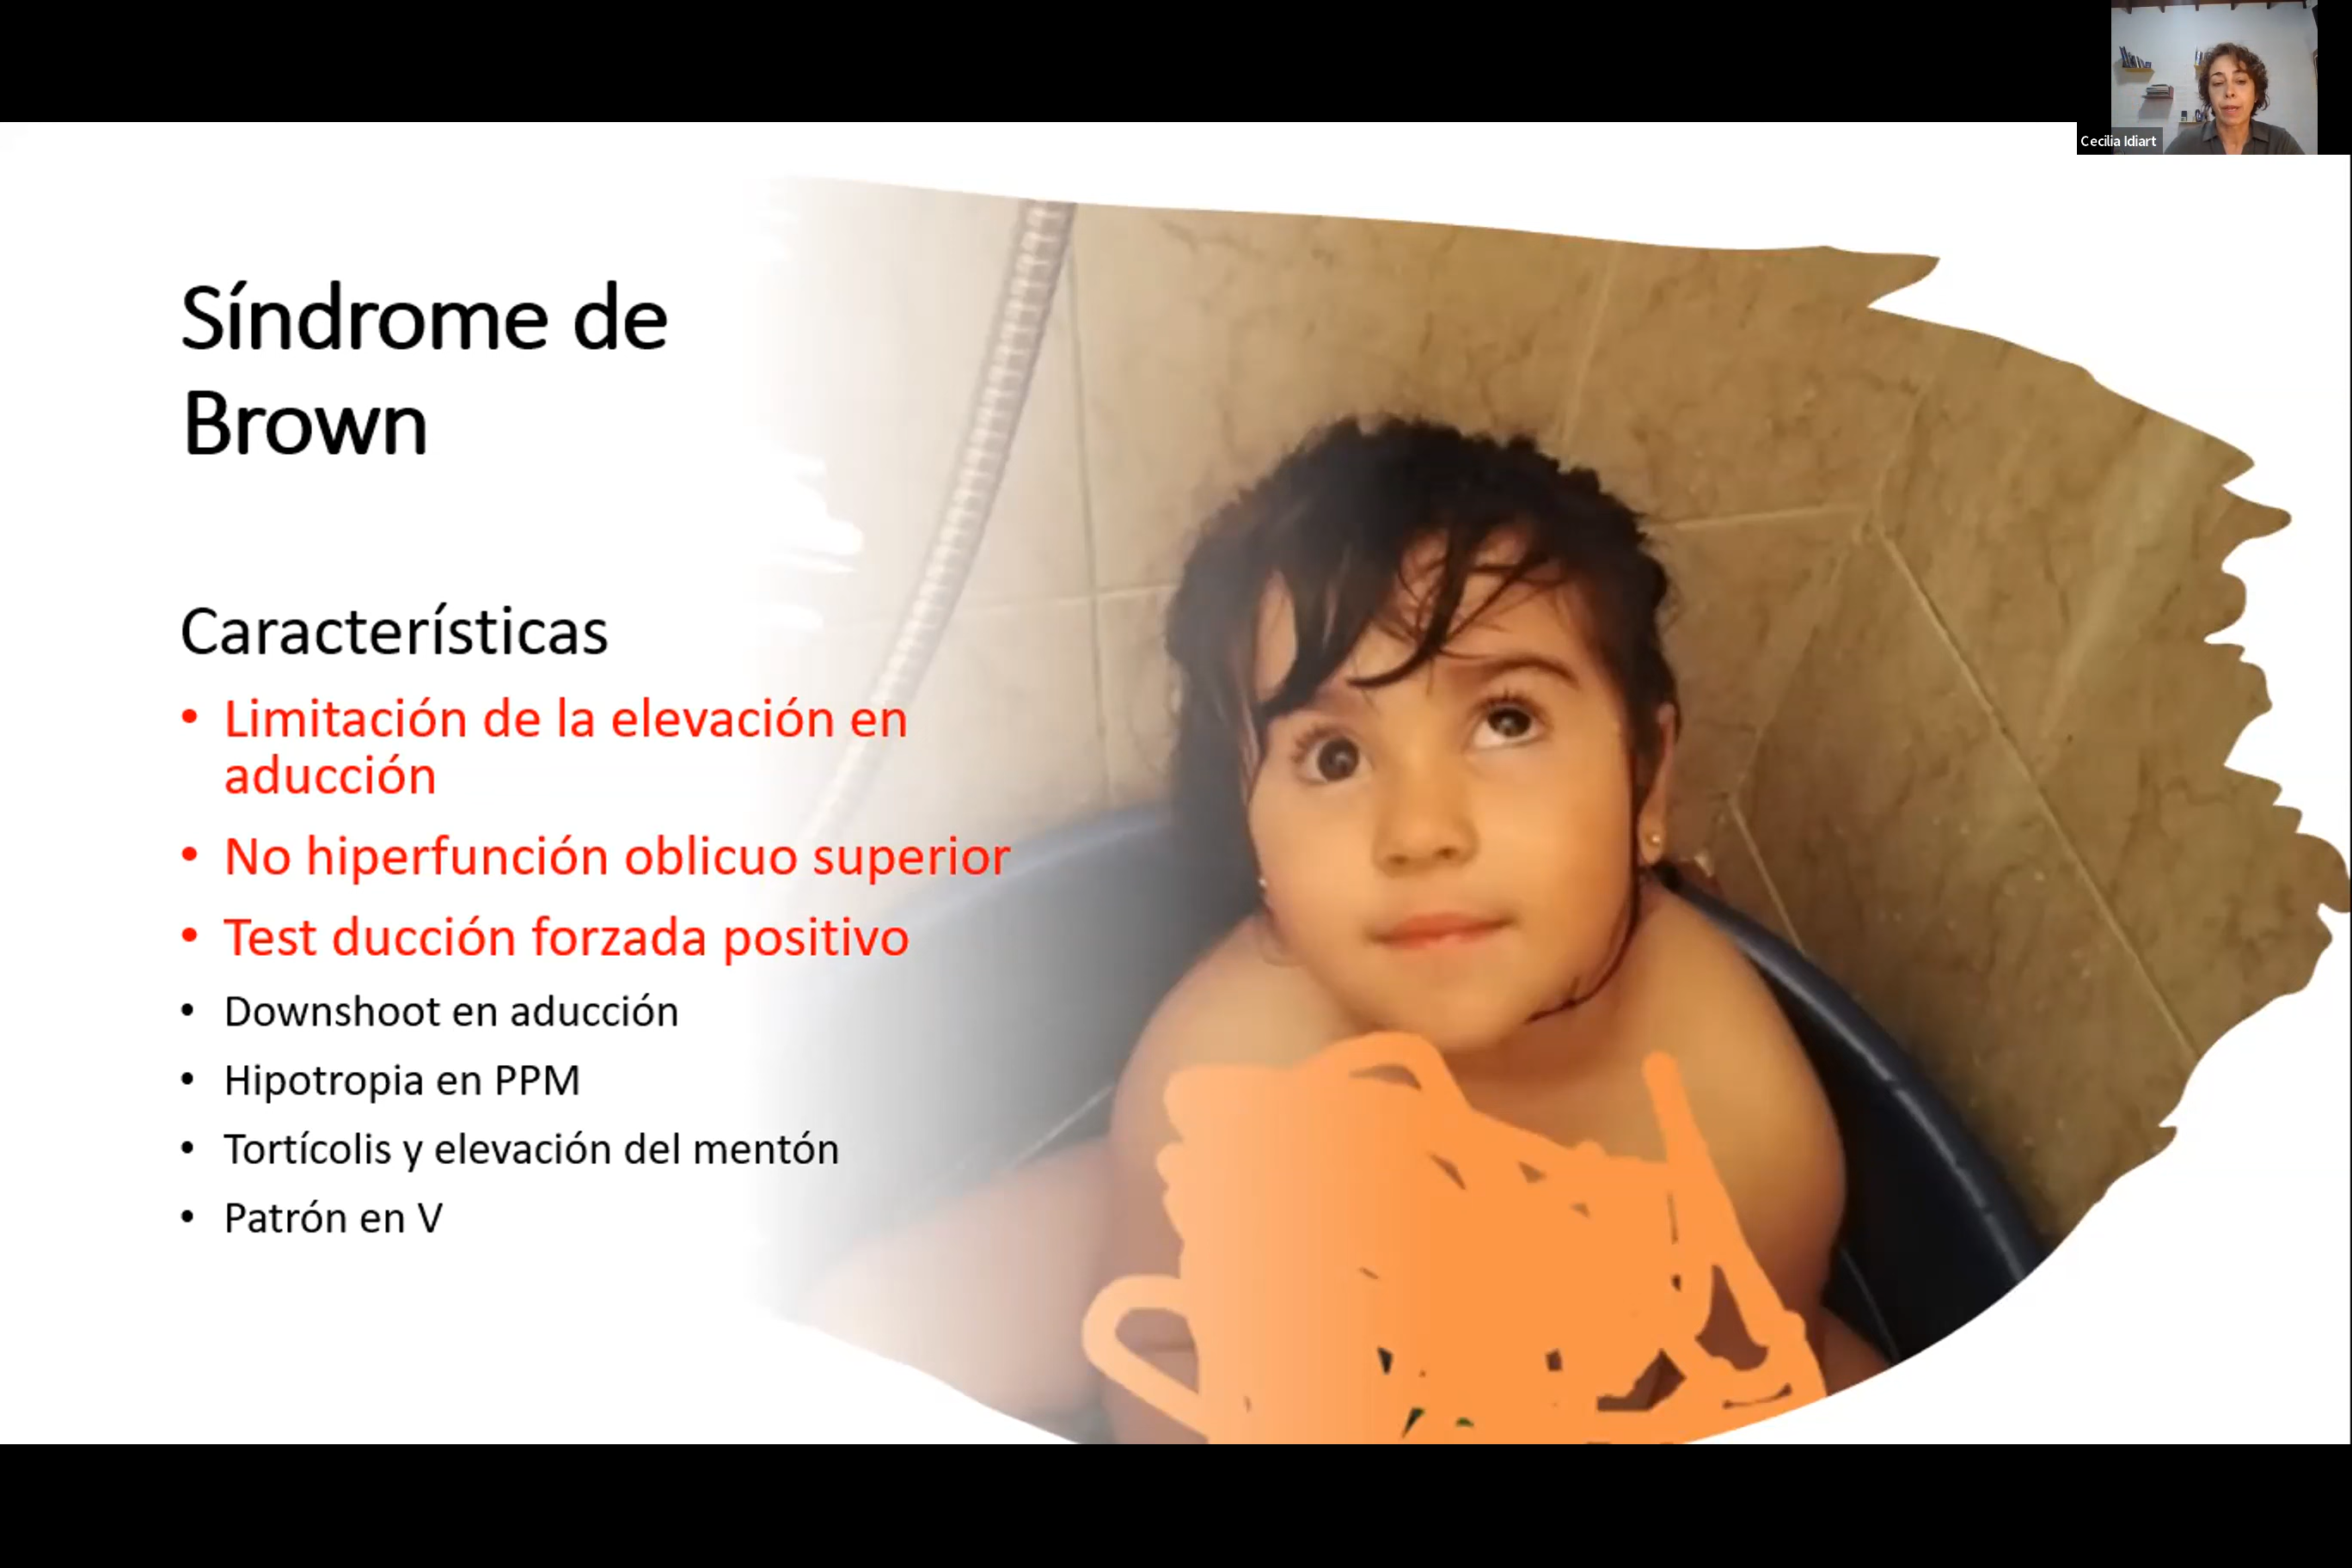 Cecilia Idiart
Síndrome de
Brown
Características
• Limitación de la elevación en
aducción
• No hiperfunción oblicuo superior
• Test ducción forzada positivo
• Downshoot en aducción
• Hipotropia en PPM
• Tortícolis y elevación del mentón
• Patrón en V